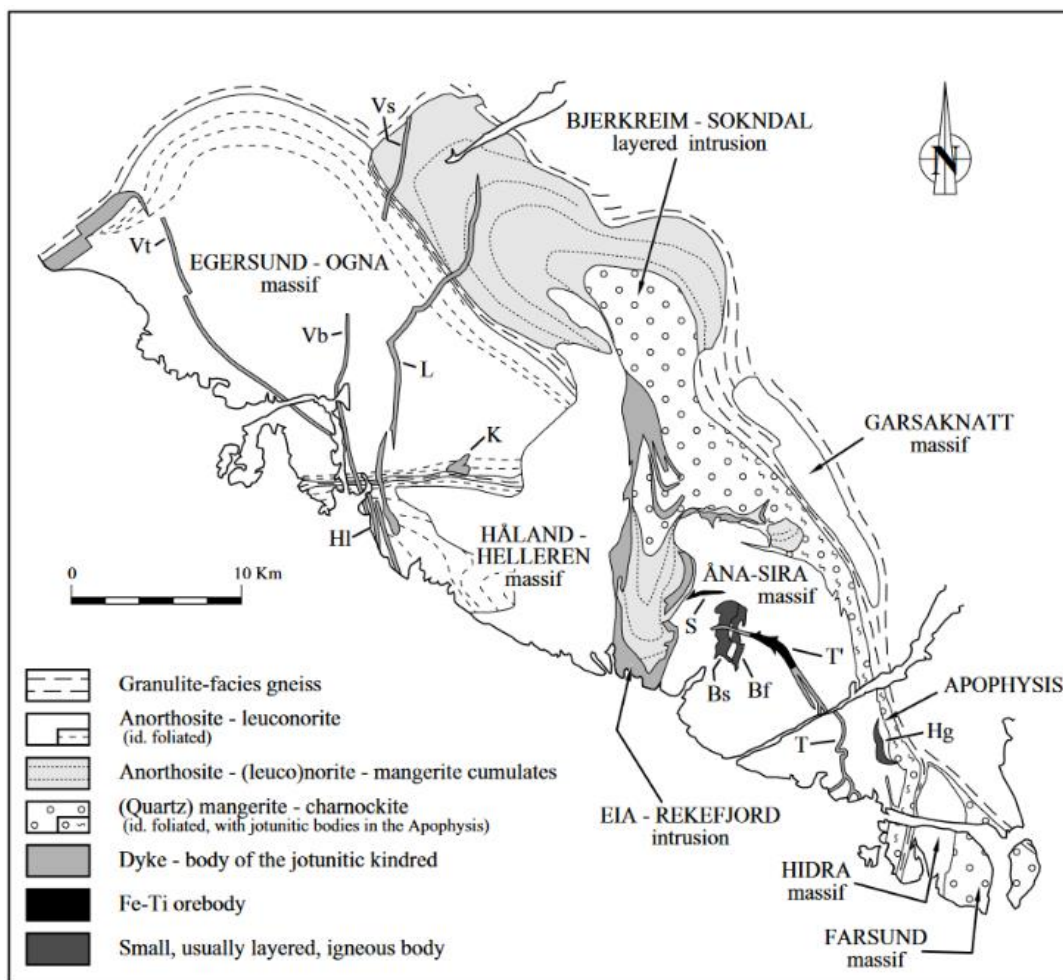 Vs
BJERKREIM - SOKNDAL
layered intrusion
N
Vt
EGERSUND - OGNA
massif
Vb
L
GARSAKNATT
massif
K
Hl
HÅLAND -
HELLEREN
massif
0 10 Km
ÅNA-SIRA
massif
S
T'
Bs
Bf
APOPHYSIS
Hg
T
EIA - REKEFJORD
intrusion
HIDRA
massif
FARSUND
massif
Granulite-facies gneiss
Anorthosite - leuconorite
(id. foliated)
Anorthosite - (leuco)norite - mangerite cumulates
(Quartz) mangerite - charnockite
(id. foliated, with jotunitic bodies in the Apophysis)
Dyke - body of the jotunitic kindred
Fe-Ti orebody
Small, usually layered, igneous body